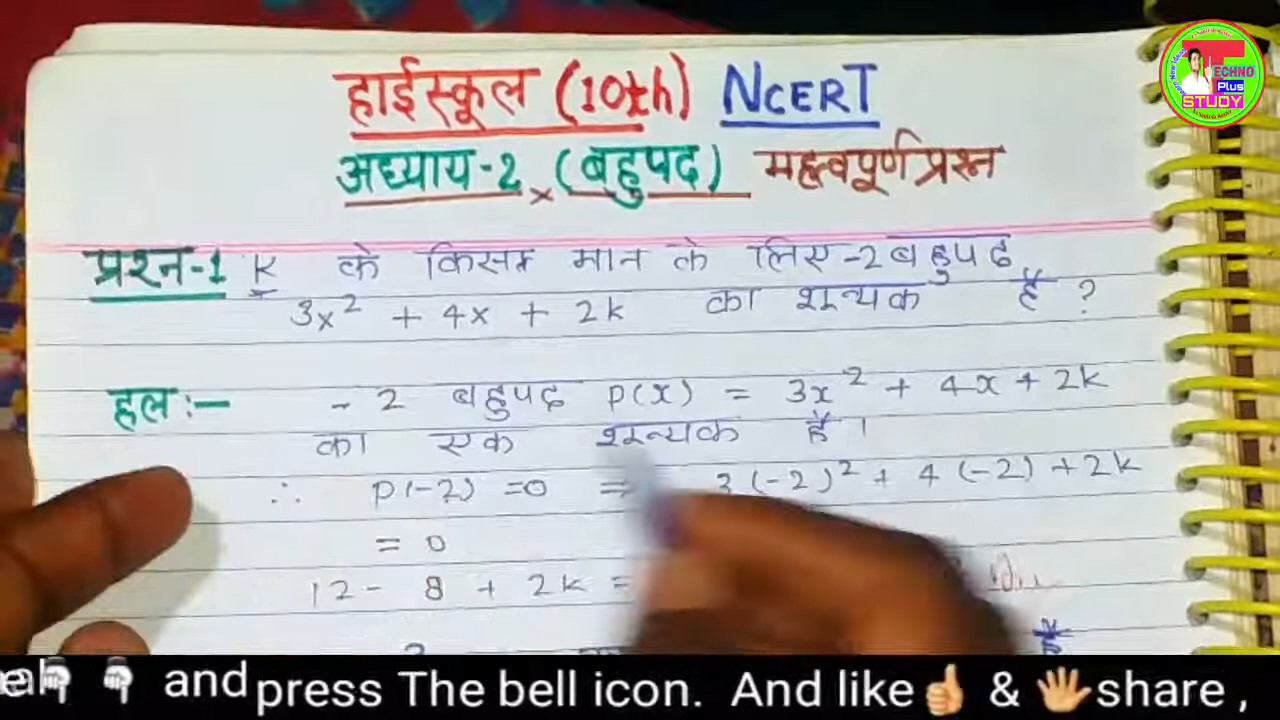 हाईस्कूल (10th) NCERT
अध्याय-2 (बहुपद) महत्वपूर्ण प्रश्न
प्रश्न-1 K के किस मान के लिए -2 बहुपद
3x² + 4x + 2k का शून्यक है ?
हल :- -2 बहुपद P(x) = 3x² + 4x + 2k
का एक शून्यक है ।
∴ P(-2) = 0 ⇒ 3(-2)² + 4(-2) + 2k
= 0
12 - 8 + 2k =
TECHNO
Plus
STUDY
and press The bell icon. And like👍 & 👋share ,